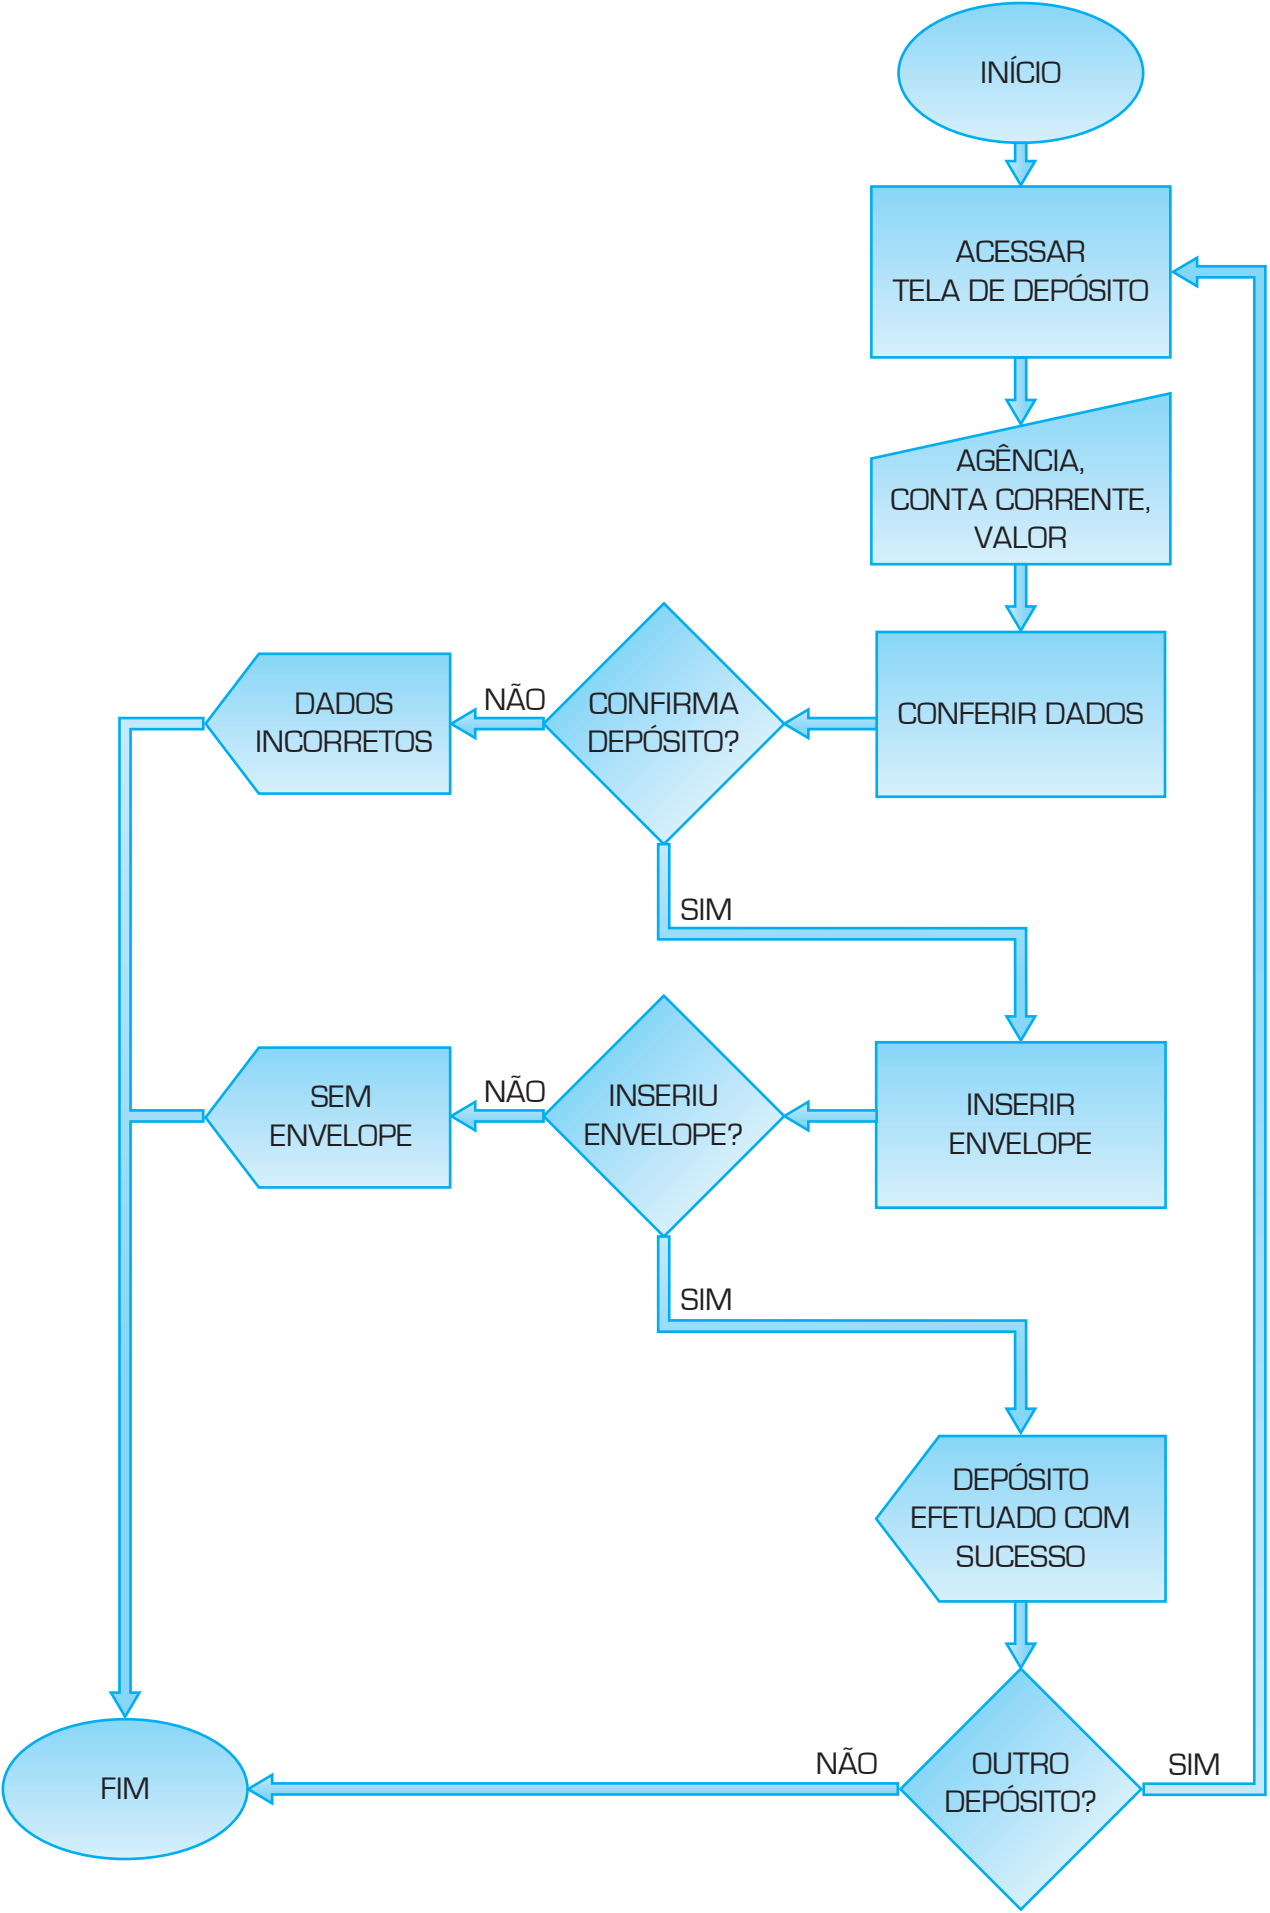 INÍCIO
ACESSAR
TELA DE DEPÓSITO
AGÊNCIA,
CONTA CORRENTE,
VALOR
CONFERIR DADOS
CONFIRMA
DEPÓSITO?
NÃO
DADOS
INCORRETOS
SIM
INSERIR
ENVELOPE
INSERIU
ENVELOPE?
NÃO
SEM
ENVELOPE
SIM
DEPÓSITO
EFETUADO COM
SUCESSO
OUTRO
DEPÓSITO?
SIM
NÃO
FIM